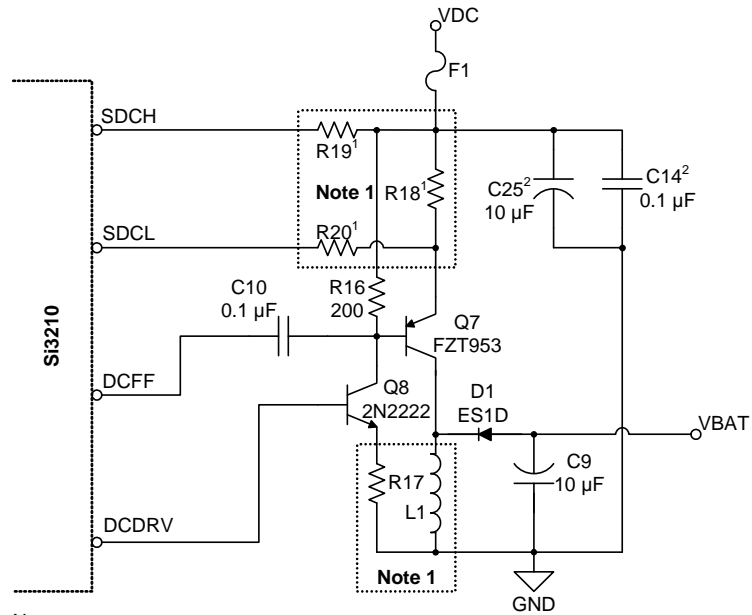 VDC
F1
SDCH
R19¹
Note 1
R18¹
C25²
10 µF
C14²
0.1 µF
SDCL
R20¹
Si3210
C10
0.1 µF
R16
200
Q7
FZT953
DCFF
Q8
2N2222
D1
ES1D
VBAT
R17
L1
C9
10 µF
DCDRV
Note 1
GND